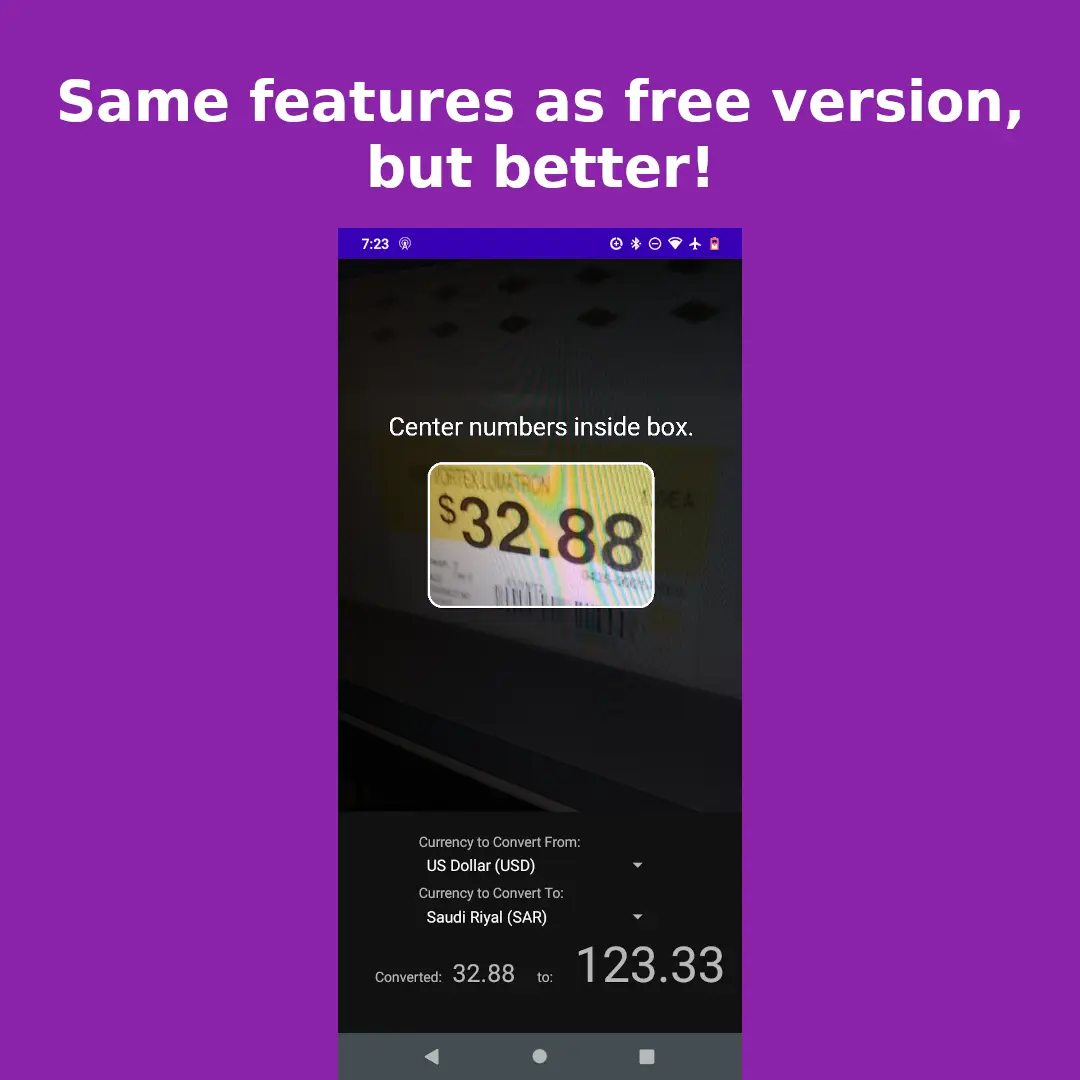 Same features as free version,
but better!
7:23
Center numbers inside box.
VORTEX LUMATRON
$32.88
Currency to Convert From:
US Dollar (USD)
Currency to Convert To:
Saudi Riyal (SAR)
Converted: 32.88 to: 123.33